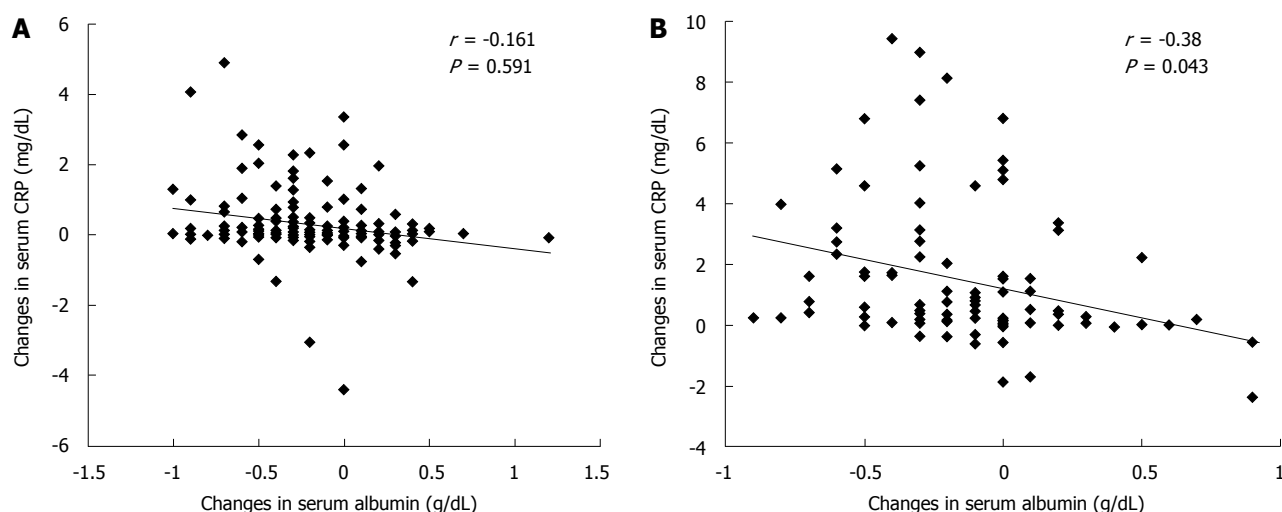 A
r = -0.161
P = 0.591
6
4
2
0
-2
-4
-6
-1.5 -1 -0.5 0 0.5 1 1.5
Changes in serum CRP (mg/dL)
Changes in serum albumin (g/dL)
B
r = -0.38
P = 0.043
10
8
6
4
2
0
-2
-4
-1 -0.5 0 0.5 1
Changes in serum CRP (mg/dL)
Changes in serum albumin (g/dL)